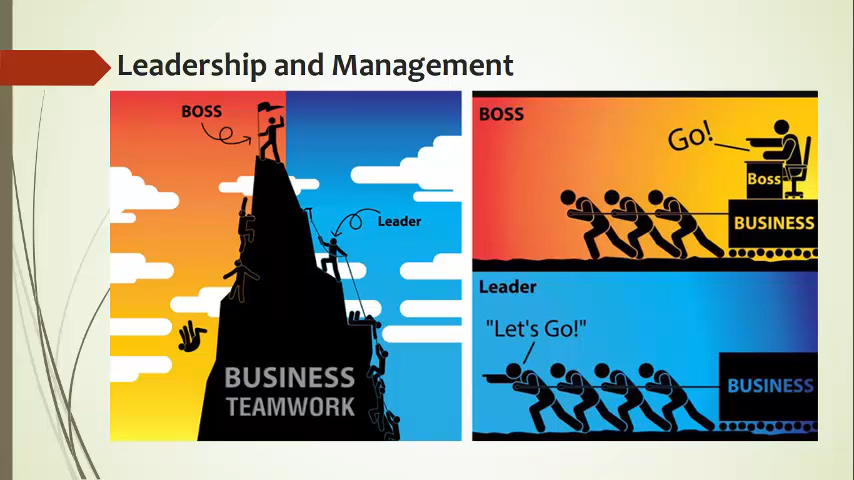 Leadership and Management
BOSS
Leader
BUSINESS
TEAMWORK
BOSS
Go!
Boss
BUSINESS
Leader
"Let's Go!"
BUSINESS